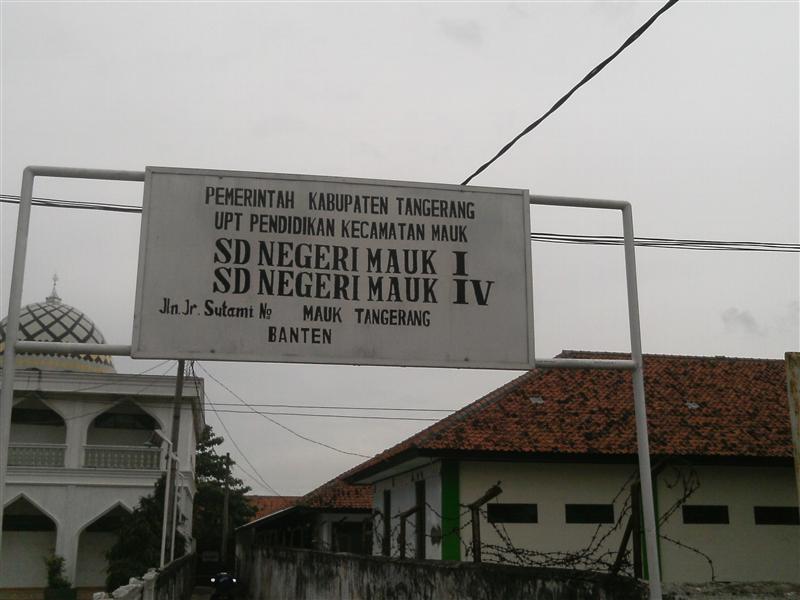 PEMERINTAH KABUPATEN TANGERANG
UPT PENDIDIKAN KECAMATAN MAUK
SD NEGERI MAUK I
SD NEGERI MAUK IV
Jln. Jr. Sutami No MAUK TANGERANG
BANTEN